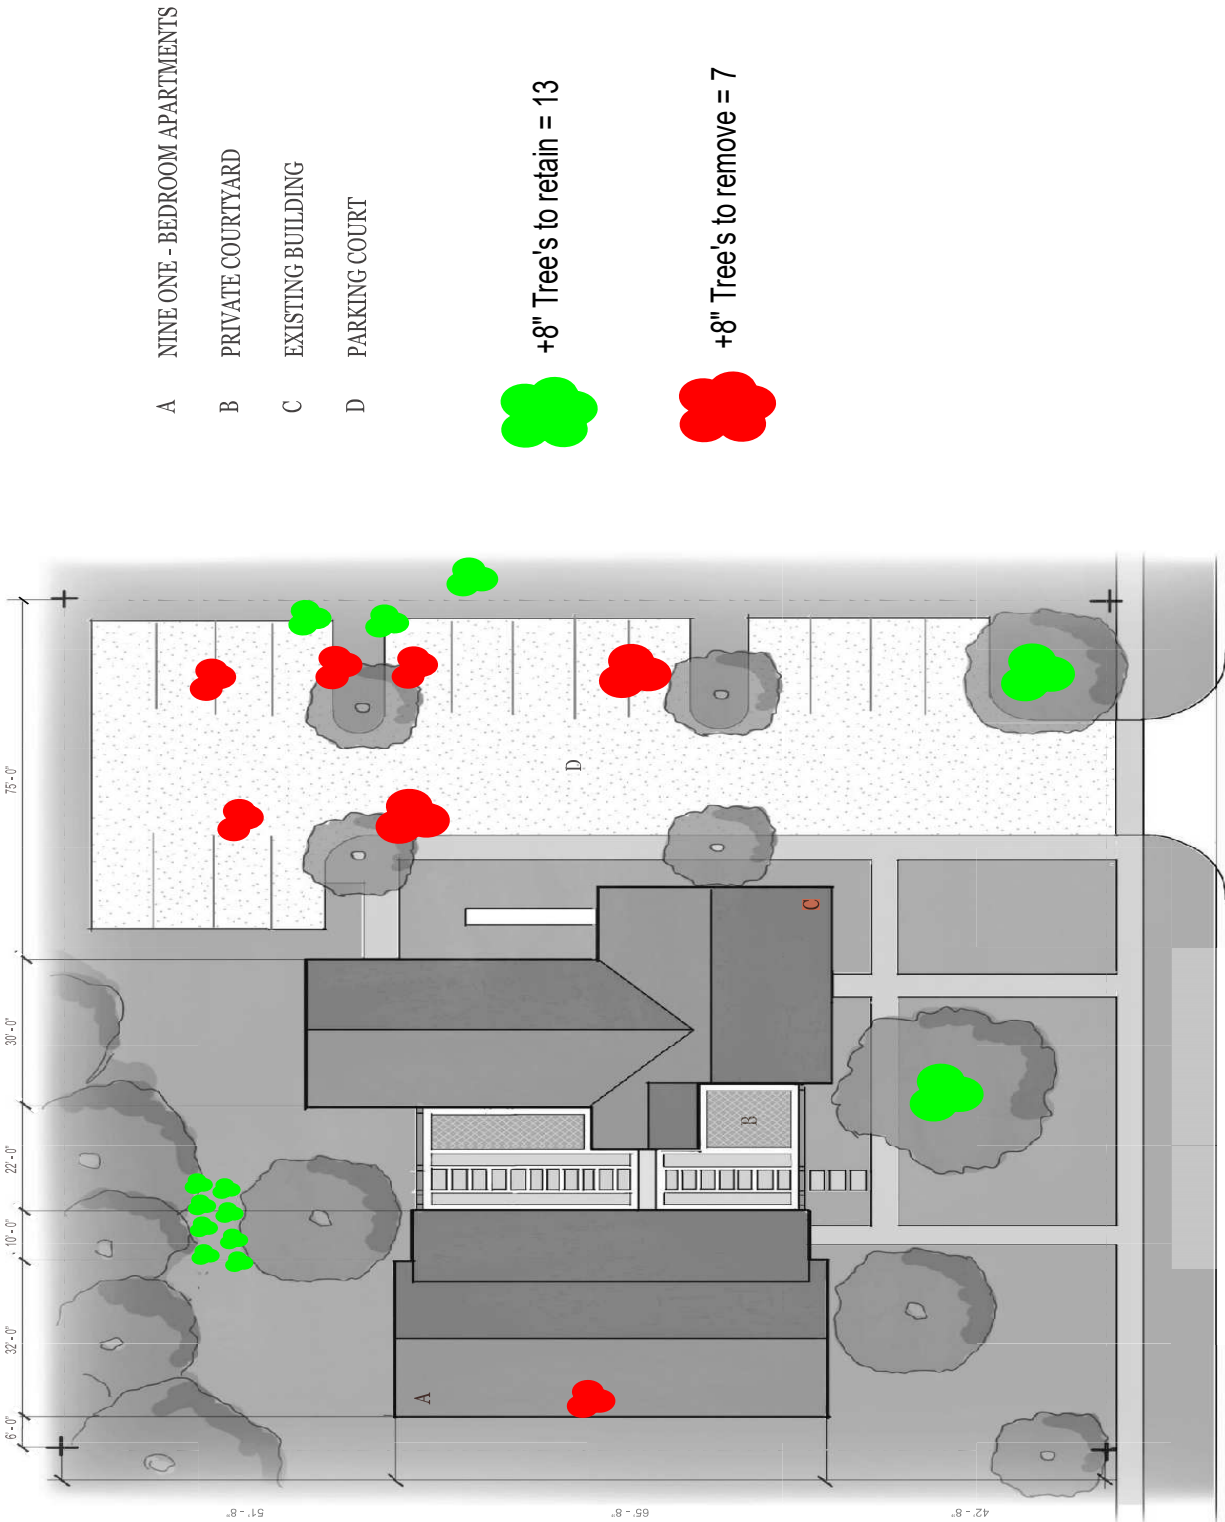 A NINE ONE - BEDROOM APARTMENTS
B PRIVATE COURTYARD
C EXISTING BUILDING
D PARKING COURT
+8" Tree's to retain = 13
+8" Tree's to remove = 7
75' - 0"
30' - 0"
22' - 0"
10' - 0"
32' - 0"
6' - 0"
D
C
B
A
51' - 8"
65' - 8"
42' - 8"